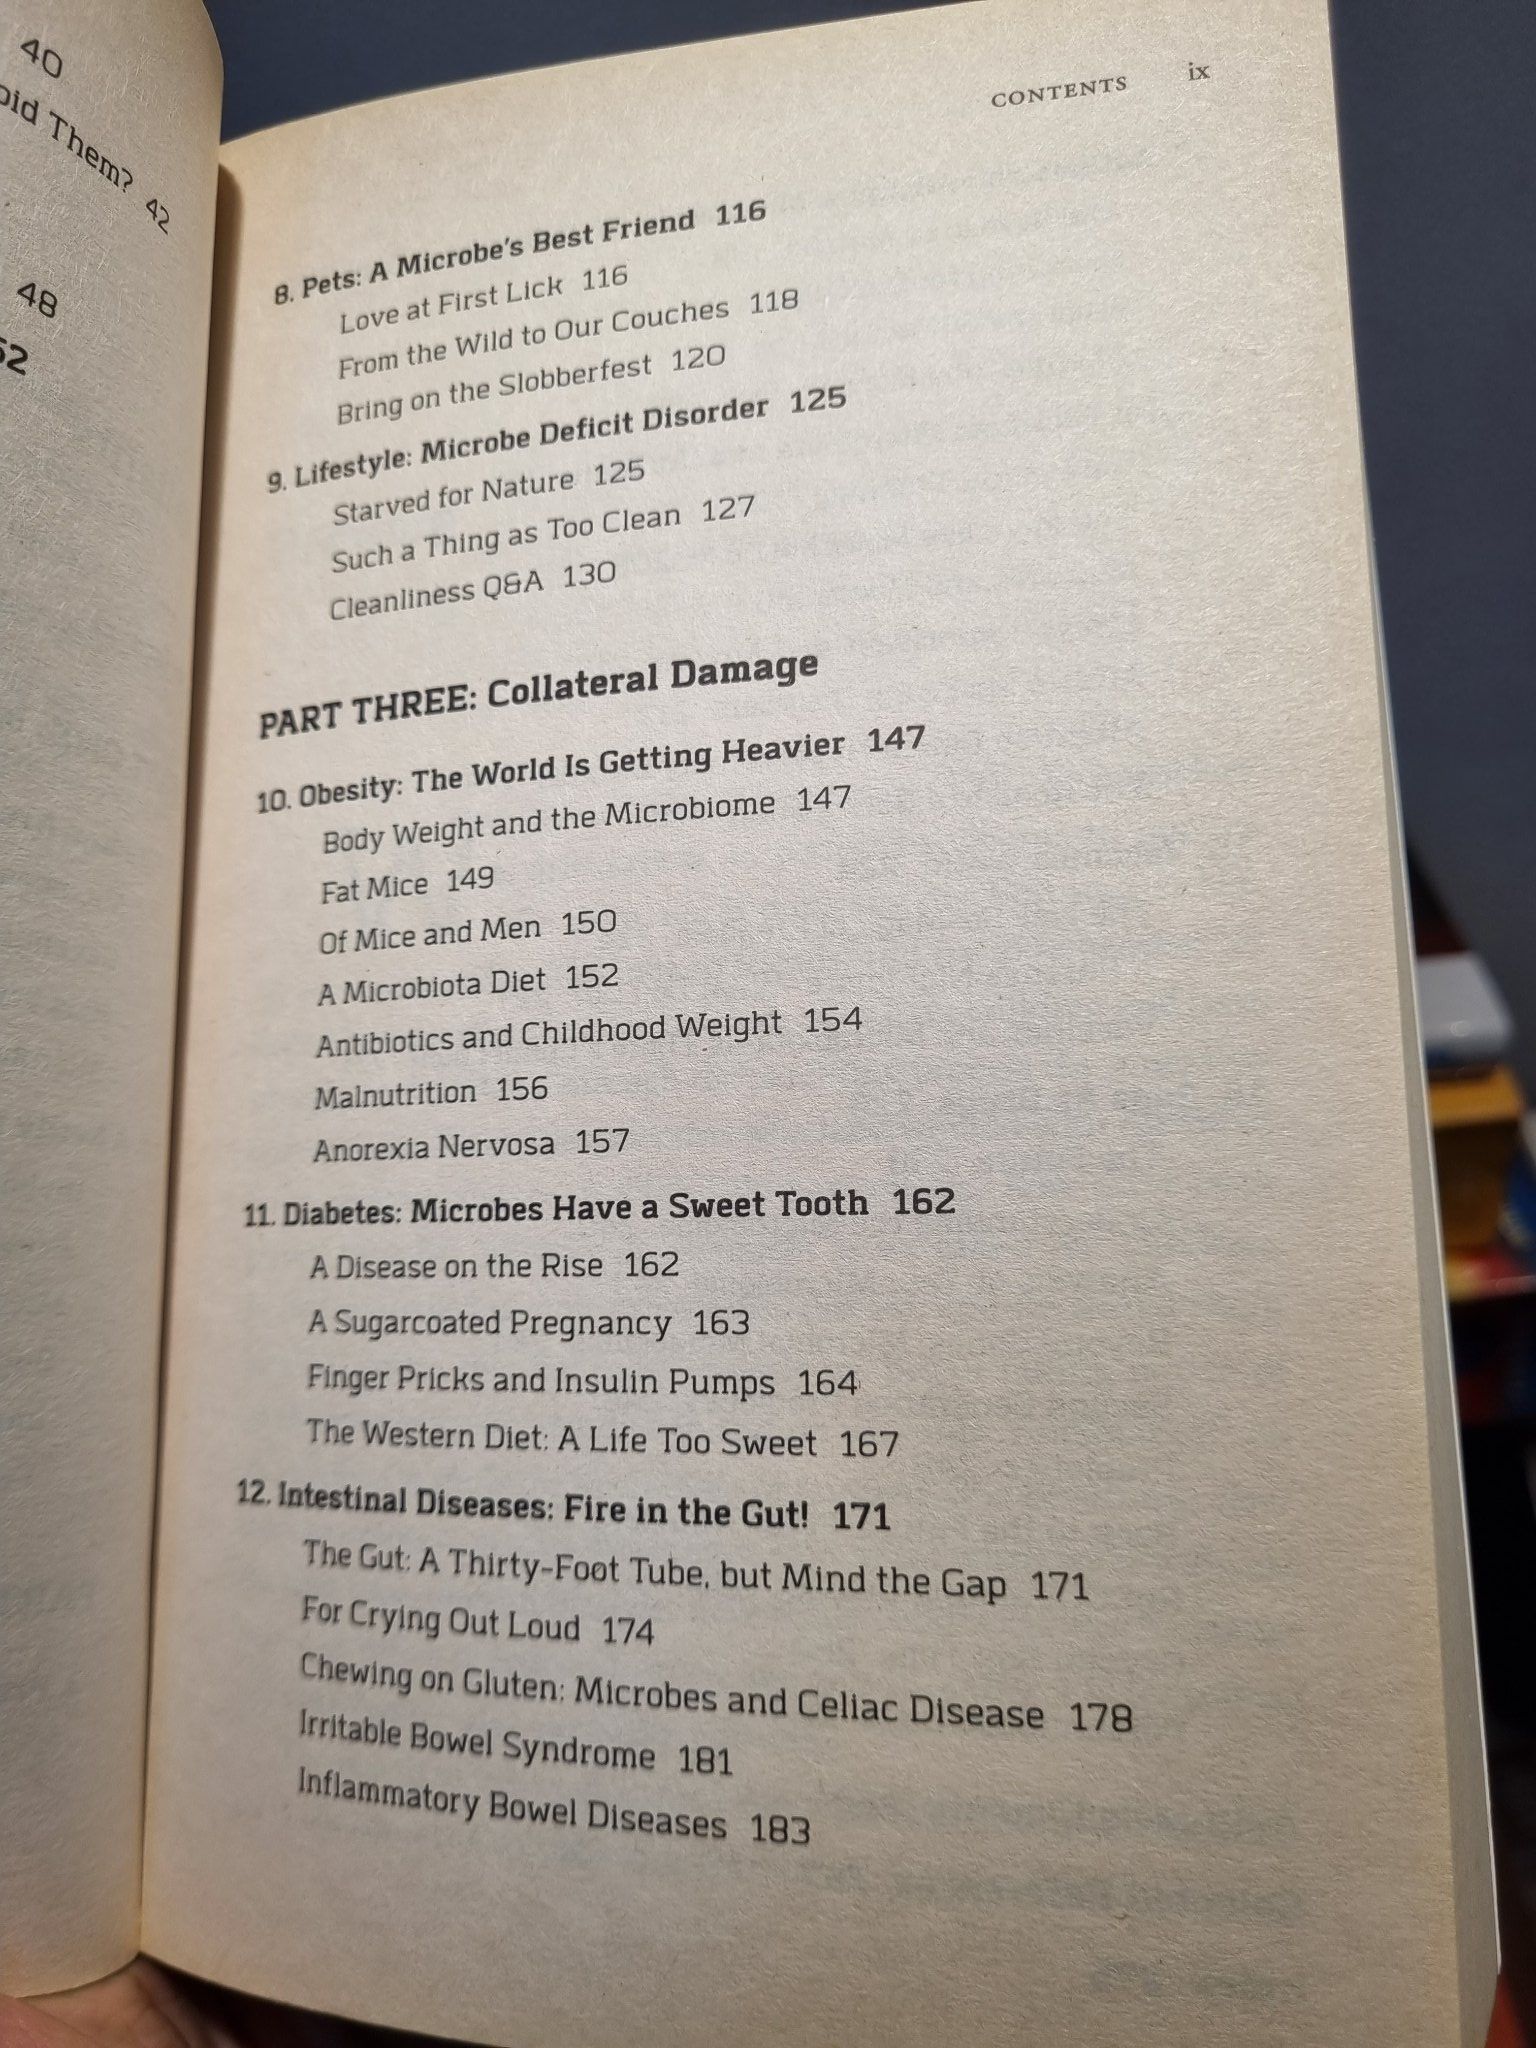 40
Them? 42
48
CONTENTS ix
8. Pets: A Microbe's Best Friend 116
Love at First Lick 116
From the Wild to Our Couches 118
Bring on the Slobberfest 120
9. Lifestyle: Microbe Deficit Disorder 125
Starved for Nature 125
Such a Thing as Too Clean 127
Cleanliness Q&A 130
PART THREE: Collateral Damage
10. Obesity: The World Is Getting Heavier 147
Body Weight and the Microbiome 147
Fat Mice 149
Of Mice and Men 150
A Microbiota Diet 152
Antibiotics and Childhood Weight 154
Malnutrition 156
Anorexia Nervosa 157
11. Diabetes: Microbes Have a Sweet Tooth 162
A Disease on the Rise 162
A Sugarcoated Pregnancy 163
Finger Pricks and Insulin Pumps 164
The Western Diet: A Life Too Sweet 167
12. Intestinal Diseases: Fire in the Gut! 171
The Gut: A Thirty-Foot Tube, but Mind the Gap 171
For Crying Out Loud 174
Chewing on Gluten: Microbes and Celiac Disease 178
Irritable Bowel Syndrome 181
Inflammatory Bowel Diseases 183